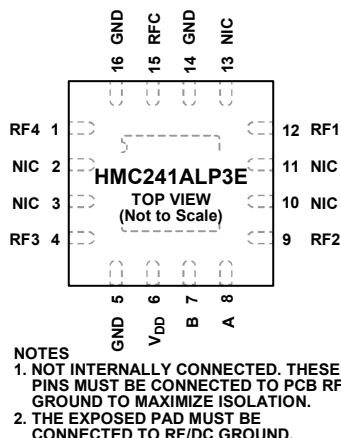 16 GND
15 RFC
14 GND
13 NIC
RF4 1
NIC 2
NIC 3
RF3 4
HMC241ALP3E
TOP VIEW
(Not to Scale)
12 RF1
11 NIC
10 NIC
9 RF2
GND 5
VDD 6
B 7
A 8
NOTES
1. NOT INTERNALLY CONNECTED. THESE
PINS MUST BE CONNECTED TO PCB RF
GROUND TO MAXIMIZE ISOLATION.
2. THE EXPOSED PAD MUST BE
CONNECTED TO RF/DC GROUND.